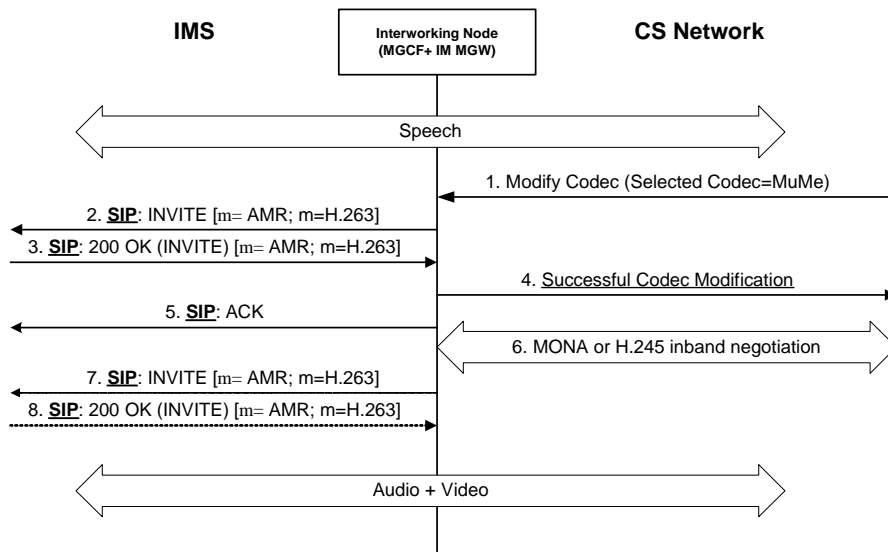 IMS
Interworking Node
(MGCF+ IM MGW)
CS Network
Speech
1. Modify Codec (Selected Codec=MuMe)
2. SIP: INVITE [m= AMR; m=H.263]
3. SIP: 200 OK (INVITE) [m= AMR; m=H.263]
4. Successful Codec Modification
5. SIP: ACK
6. MONA or H.245 inband negotiation
7. SIP: INVITE [m= AMR; m=H.263]
8. SIP: 200 OK (INVITE) [m= AMR; m=H.263]
Audio + Video